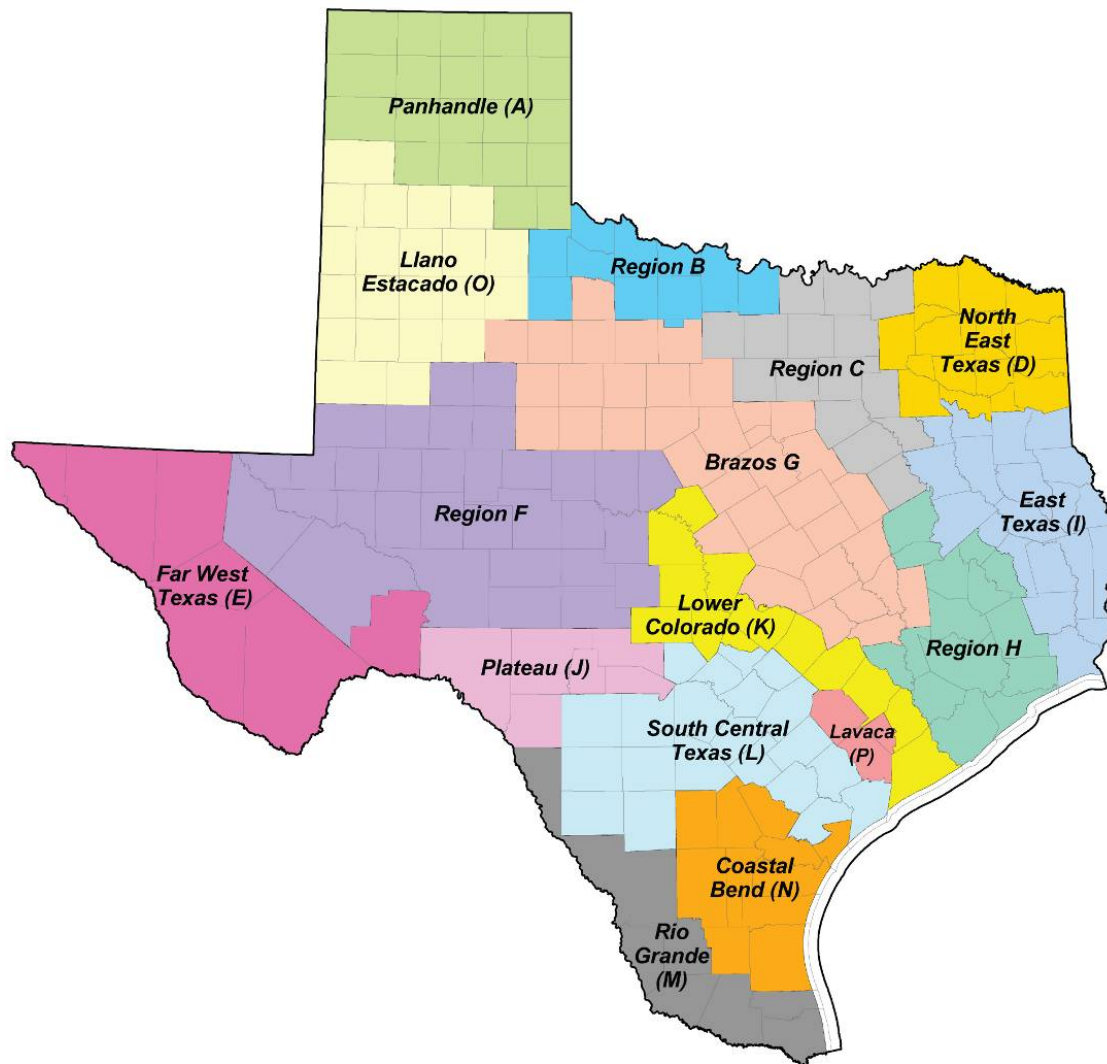 Panhandle (A)
Llano
Estacado (O)
Region B
North
East
Texas (D)
Region C
Brazos G
Region F
East
Texas (I)
Far West
Texas (E)
Lower
Colorado (K)
Region H
Plateau (J)
South Central
Texas (L)
Lavaca
(P)
Coastal
Bend (N)
Rio
Grande
(M)